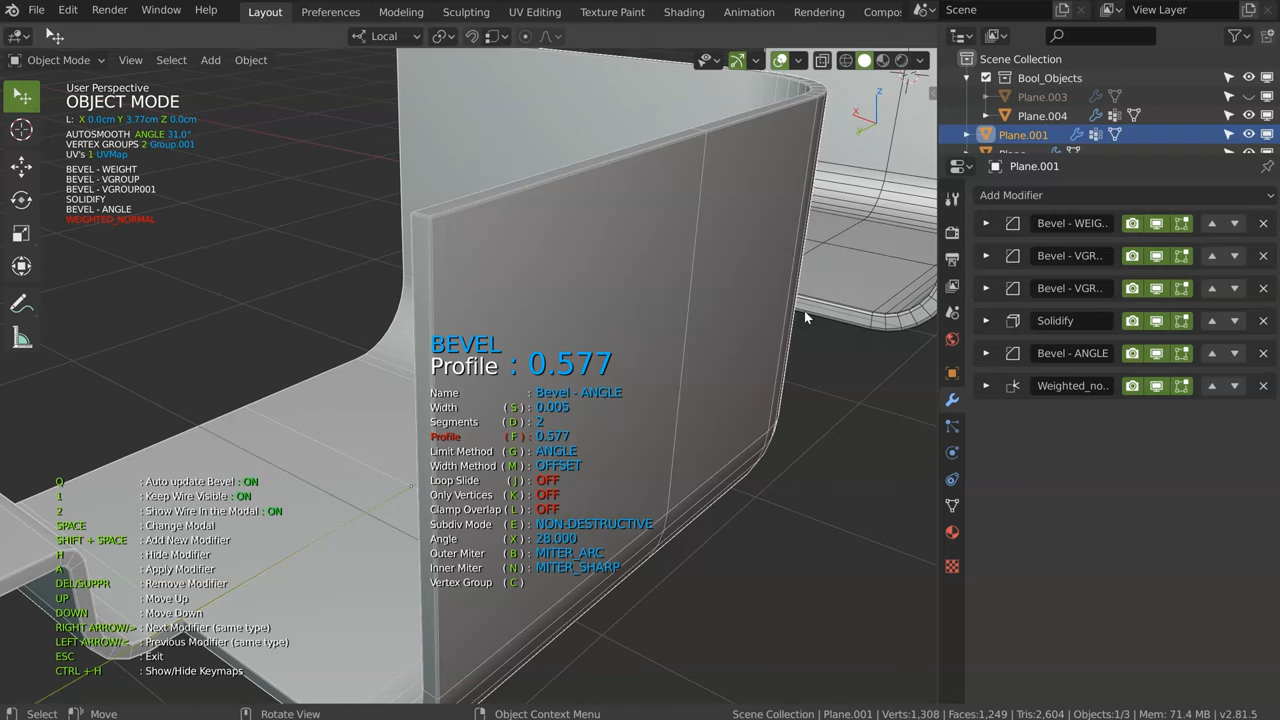 File Edit Render Window Help Layout Preferences Modeling Sculpting UV Editing Texture Paint Shading Animation Rendering Compos Scene View Layer
Local
Object Mode View Select Add Object
User Perspective
OBJECT MODE
L: X 0.0cm Y 3.77cm Z 0.0cm
AUTOSMOOTH ANGLE 31.0°
VERTEX GROUPS 2 Group.001
UV's 1 UVMap
BEVEL - WEIGHT
BEVEL - VGROUP
BEVEL - VGROUP.001
SOLIDIFY
BEVEL - ANGLE
WEIGHTED_NORMAL
z
x
y
BEVEL
Profile : 0.577
Name : Bevel - ANGLE
Width ( S ) : 0.005
Segments ( D ) : 2
Profile ( F ) : 0.577
Limit Method ( G ) : ANGLE
Width Method ( M ) : OFFSET
Loop Slide ( J ) : OFF
Only Vertices ( K ) : OFF
Clamp Overlap ( L ) : OFF
Subdiv Mode ( E ) : NON-DESTRUCTIVE
Angle ( X ) : 28.000
Outer Miter ( B ) : MITER_ARC
Inner Miter ( N ) : MITER_SHARP
Vertex Group ( C )
Q : Auto update Bevel : ON
1 : Keep Wire Visible : ON
2 : Show Wire In the Modal : ON
SPACE : Change Modal
SHIFT + SPACE : Add New Modifier
H : Hide Modifier
A : Apply Modifier
DEL/SUPPR : Remove Modifier
UP : Move Up
DOWN : Move Down
RIGHT ARROW/> : Next Modifier (same type)
LEFT ARROW/< : Previous Modifier (same type)
ESC : Exit
CTRL + H : Show/Hide Keymaps
Scene Collection
Bool_Objects
Plane.003
Plane.004
Plane.001
Plane.001
Add Modifier
Bevel - WEIG..
Bevel - VGR..
Bevel - VGR..
Solidify
Bevel - ANGLE
Weighted_no..
Select Move Rotate View Object Context Menu Scene Collection | Plane.001 | Verts:1,308 | Faces:1,249 | Tris:2,604 | Objects:1/3 | Mem: 71.4 MB | v2.81.5